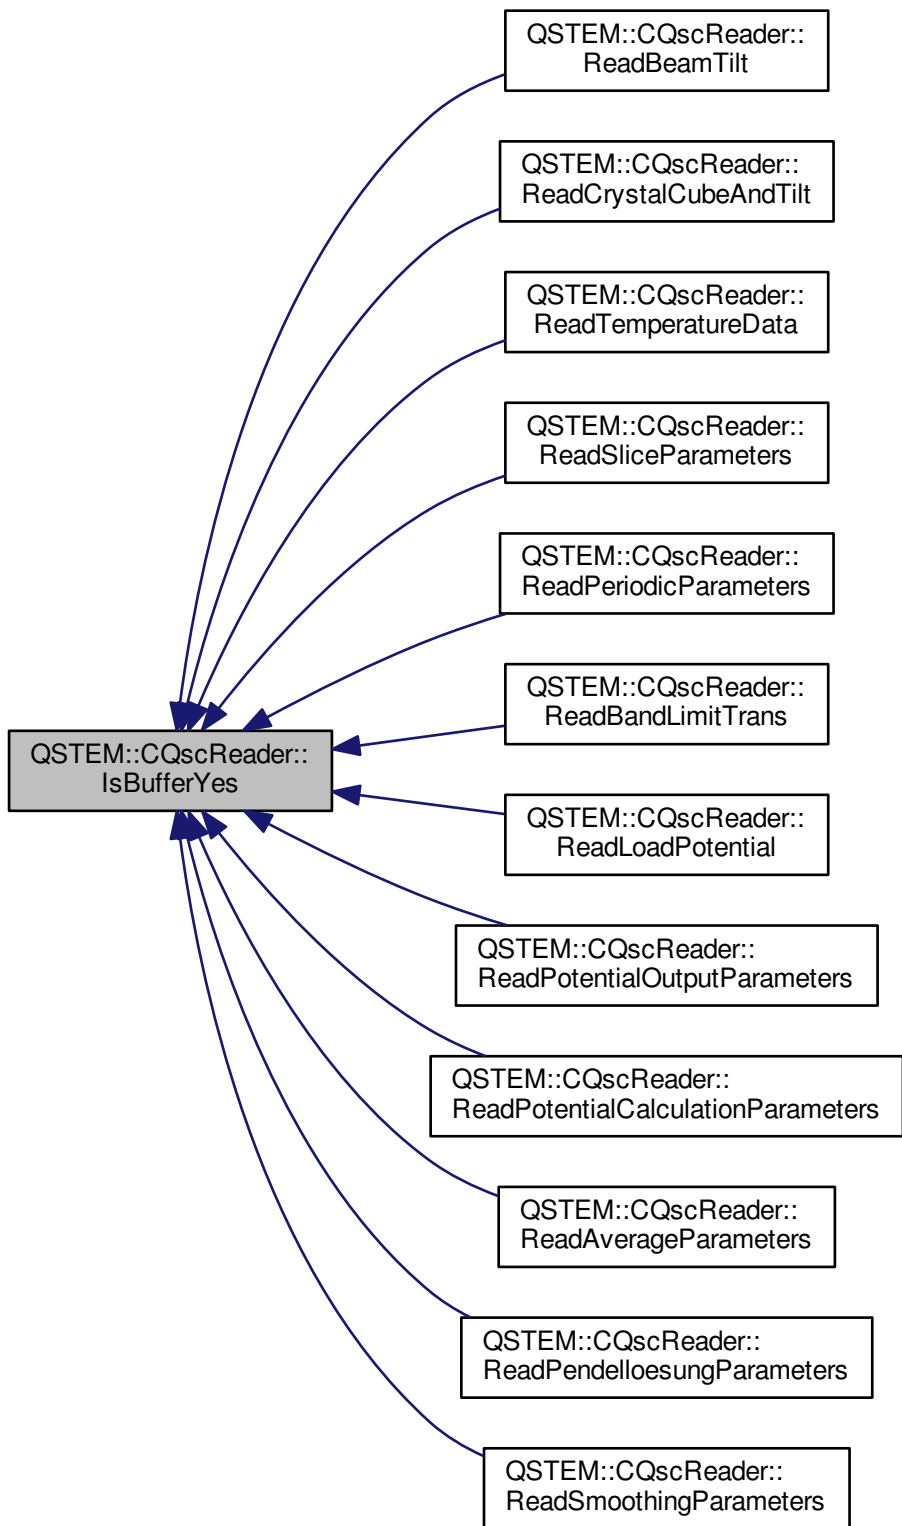 QSTEM::CQscReader::
ReadBeamTilt
QSTEM::CQscReader::
ReadCrystalCubeAndTilt
QSTEM::CQscReader::
ReadTemperatureData
QSTEM::CQscReader::
ReadSliceParameters
QSTEM::CQscReader::
ReadPeriodicParameters
QSTEM::CQscReader::
ReadBandLimitTrans
QSTEM::CQscReader::
IsBufferYes
QSTEM::CQscReader::
ReadLoadPotential
QSTEM::CQscReader::
ReadPotentialOutputParameters
QSTEM::CQscReader::
ReadPotentialCalculationParameters
QSTEM::CQscReader::
ReadAverageParameters
QSTEM::CQscReader::
ReadPendelloesungParameters
QSTEM::CQscReader::
ReadSmoothingParameters